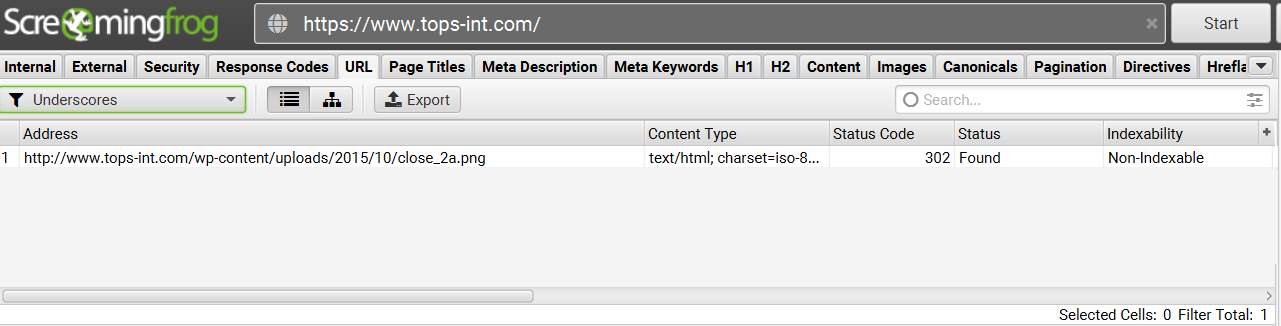 Screamingfrog https://www.tops-int.com/ × Start
Internal External Security Response Codes URL Page Titles Meta Description Meta Keywords H1 H2 Content Images Canonicals Pagination Directives Hrefla
Underscores Export Search...
Address Content Type Status Code Status Indexability +
1 http://www.tops-int.com/wp-content/uploads/2015/10/close_2a.png text/html; charset=iso-8... 302 Found Non-Indexable
Selected Cells: 0 Filter Total: 1